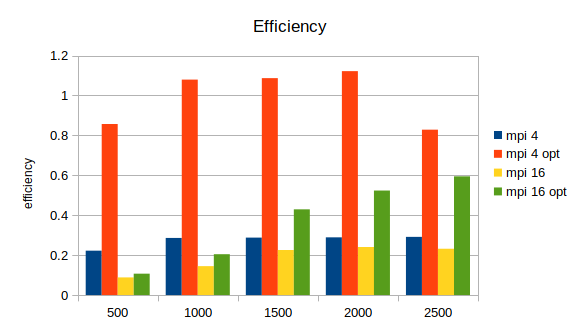 Efficiency
1.2
1
0.8
0.6
0.4
0.2
0
efficiency
500 1000 1500 2000 2500
mpi 4
mpi 4 opt
mpi 16
mpi 16 opt